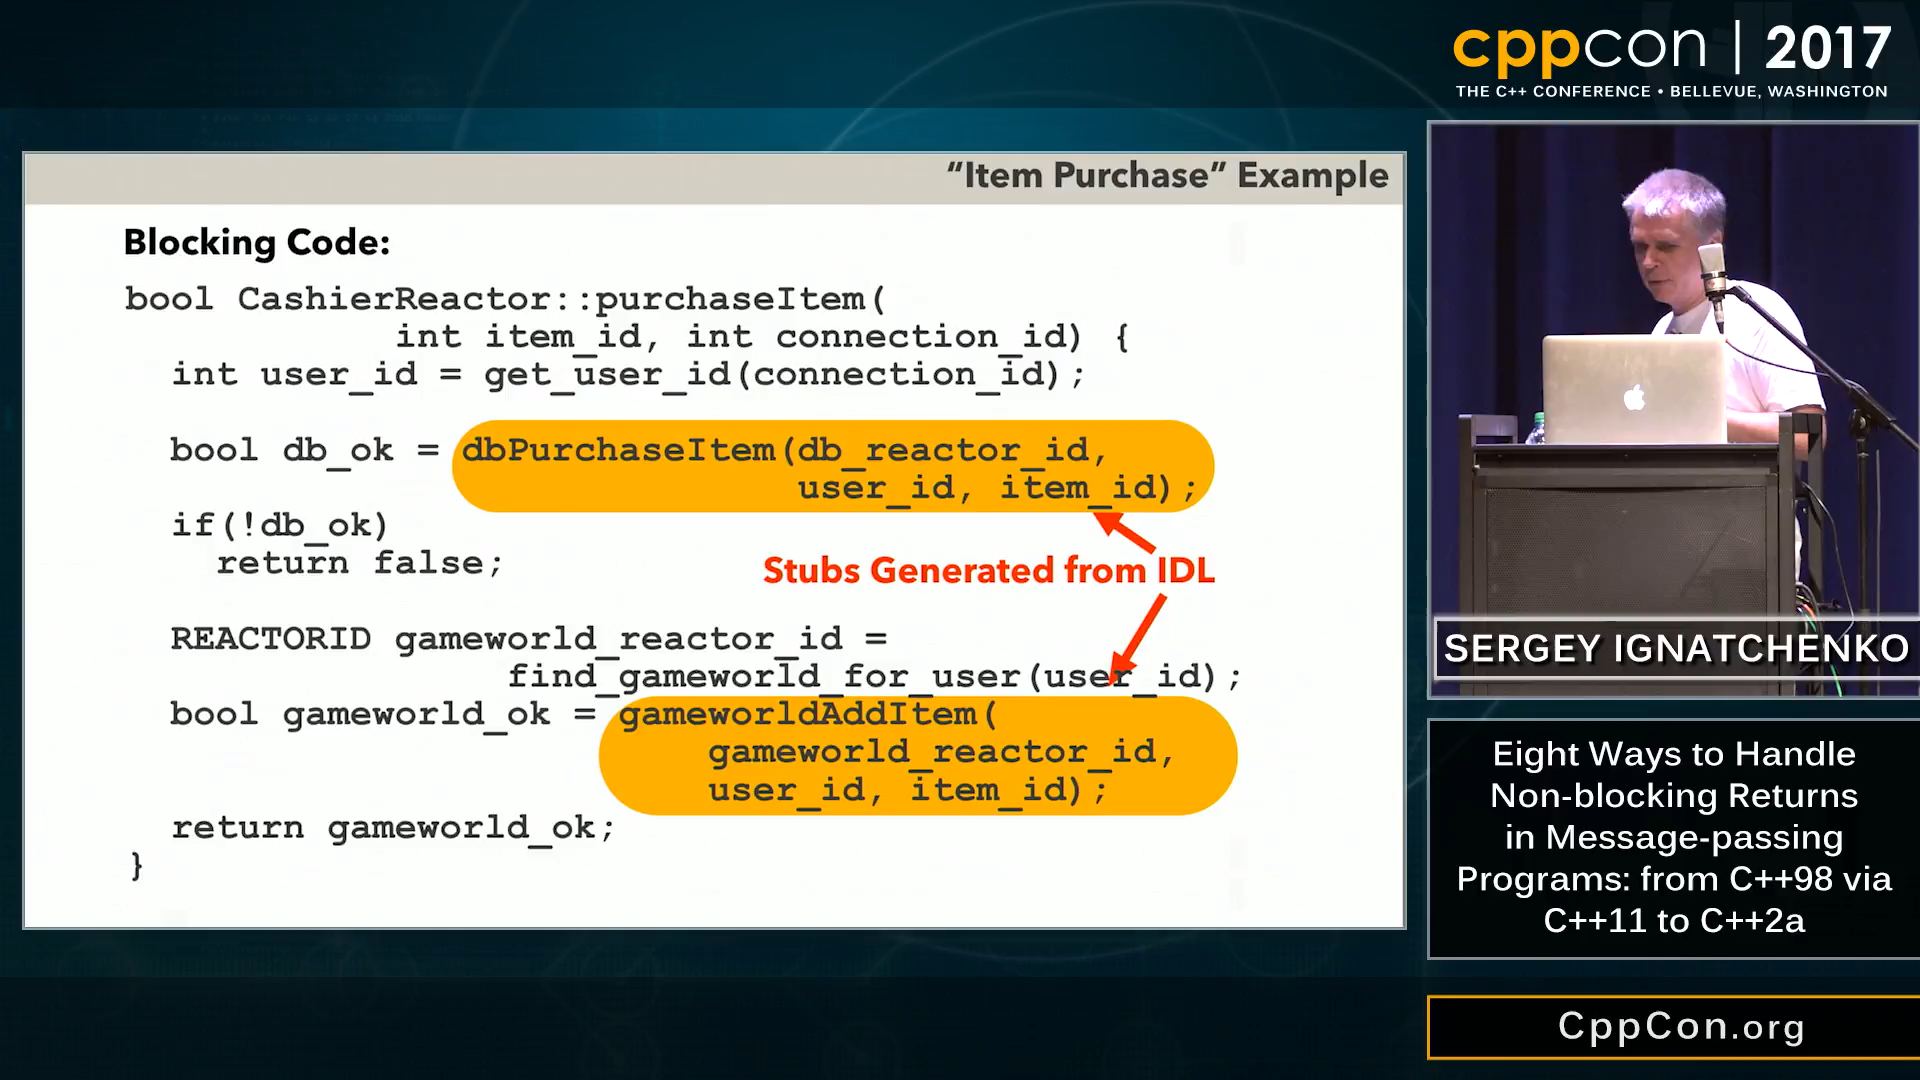 cppcon | 2017
THE C++ CONFERENCE • BELLEVUE, WASHINGTON
“Item Purchase” Example
Blocking Code:
bool CashierReactor::purchaseItem(
int item_id, int connection_id) {
int user_id = get_user_id(connection_id);
bool db_ok = dbPurchaseItem(db_reactor_id,
user_id, item_id);
if(!db_ok)
return false;
Stubs Generated from IDL
REACTORID gameworld_reactor_id =
find_gameworld_for_user(user_id);
bool gameworld_ok = gameworldAddItem(
gameworld_reactor_id,
user_id, item_id);
return gameworld_ok;
}
SERGEY IGNATCHENKO
Eight Ways to Handle
Non-blocking Returns
in Message-passing
Programs: from C++98 via
C++11 to C++2a
CppCon.org